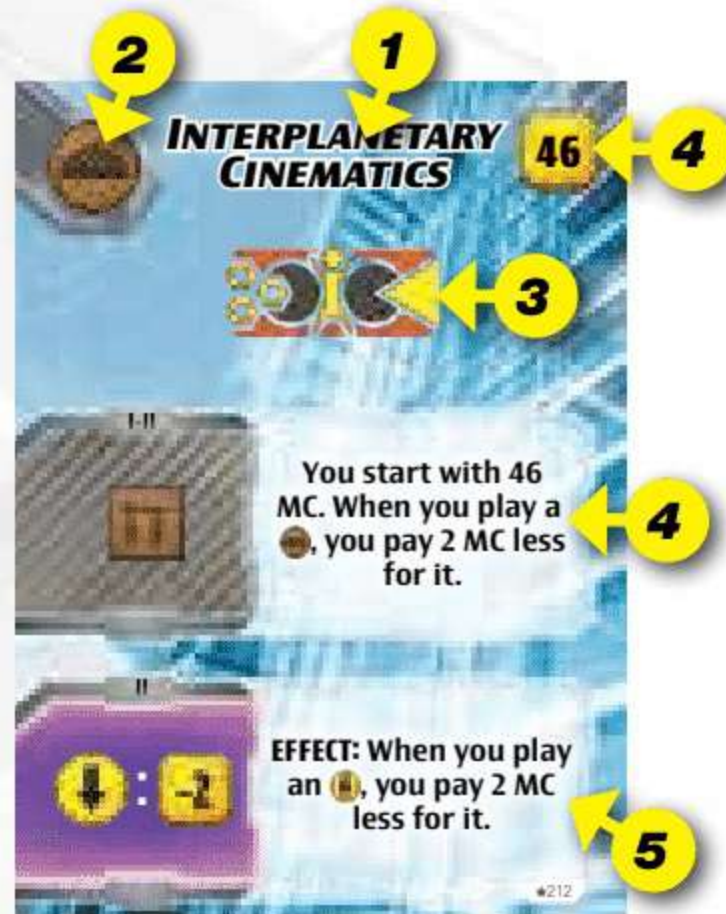 2
1
INTERPLANETARY
CINEMATICS
46
4
3
I-II
You start with 46
MC. When you play a
, you pay 2 MC less
for it.
4
II
: -2
EFFECT: When you play
an , you pay 2 MC
less for it.
5
212